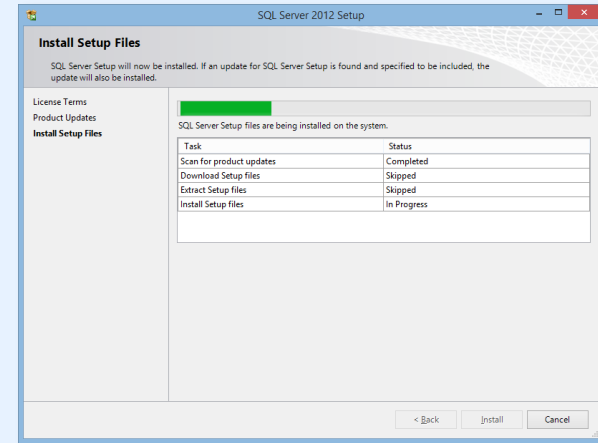 SQL Server 2012 Setup
Install Setup Files
SQL Server Setup will now be installed. If an update for SQL Server Setup is found and specified to be included, the
update will also be installed.
License Terms
Product Updates
Install Setup Files
SQL Server Setup files are being installed on the system.
Task Status
Scan for product updates Completed
Download Setup files Skipped
Extract Setup files Skipped
Install Setup files In Progress
< Back Install Cancel